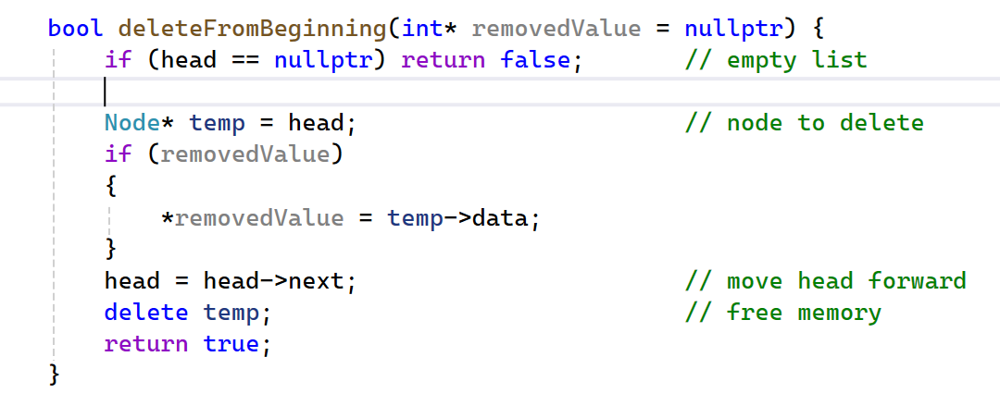 bool deleteFromBeginning(int* removedValue = nullptr) {
if (head == nullptr) return false; // empty list
Node* temp = head; // node to delete
if (removedValue)
{
*removedValue = temp->data;
}
head = head->next; // move head forward
delete temp; // free memory
return true;
}